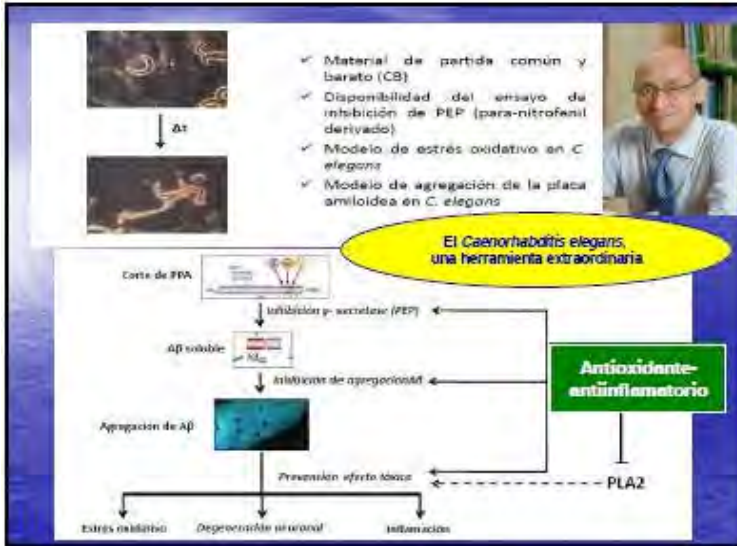 Δt
✓ Material de partida común y
barato (CB)
✓ Disponibilidad del ensayo de
inhibición de PEP (para-nitrofenil
derivado)
✓ Modelo de estrés oxidativo en C
elegans
✓ Modelo de agregación de la placa
amiloidea en C. elegans
El Caenorhabditis elegans,
una herramienta extraordinaria
Corte de PPA
Inhibición γ- secretasa (PEP)
Aβ soluble
Inhibición de agregaciónAß
Antioxidante-
antiinflamatorio
Agregación de Aβ
Prevención efecto tóxico
PLA2
Estrés oxidativo
Degeneración neuronal
Inflamación